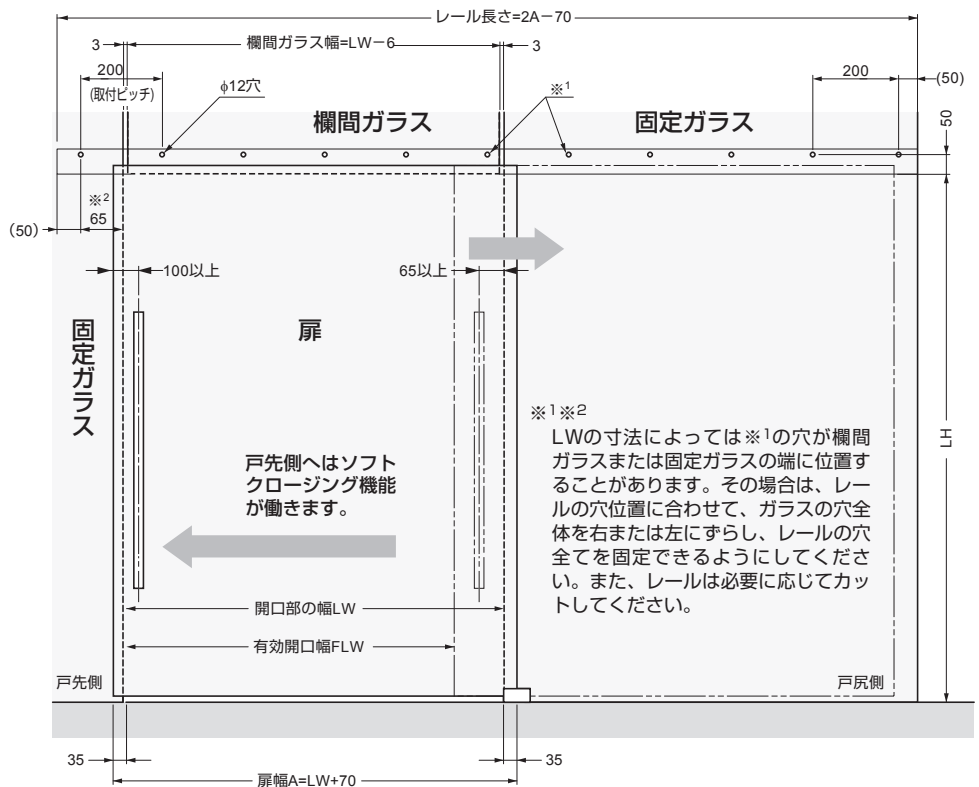 レール長さ=2A－70
3
欄間ガラス幅=LW－6
3
200
(取付ピッチ)
φ12穴
※1
200
(50)
欄間ガラス
固定ガラス
50
※2
65
(50)
100以上
65以上
固定ガラス
扉
※1※2
LWの寸法によっては※1の穴が欄間
ガラスまたは固定ガラスの端に位置す
ることがあります。その場合は、レー
ルの穴位置に合わせて、ガラスの穴全
体を右または左にずらし、レールの穴
全てを固定できるようにしてくださ
い。また、レールは必要に応じてカッ
トしてください。
LH
戸先側へはソフト
クロージング機能
が働きます。
開口部の幅LW
有効開口幅FLW
戸先側
戸尻側
35
35
扉幅A=LW+70